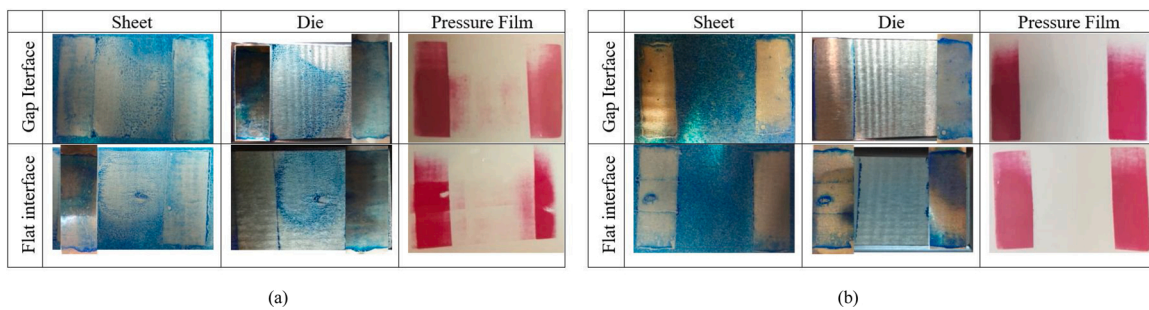 Sheet Die Pressure Film
Gap Iterface
Flat interface
(a)
Sheet Die Pressure Film
Gap Iterface
Flat interface
(b)